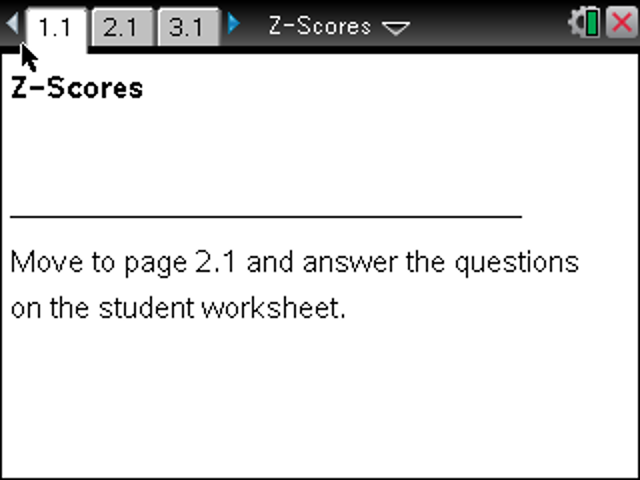 1.1 2.1 3.1 Z-Scores
Z-Scores
Move to page 2.1 and answer the questions
on the student worksheet.